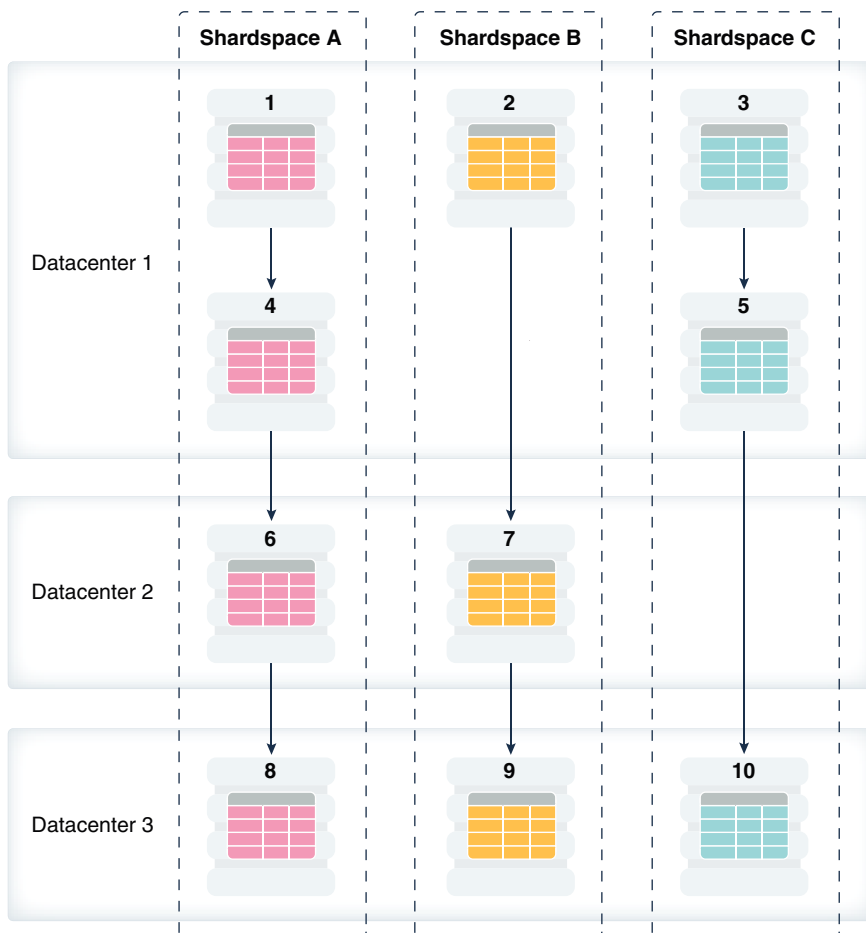 Shardspace A
Shardspace B
Shardspace C
1
2
3
Datacenter 1
4
5
6
7
Datacenter 2
8
9
10
Datacenter 3